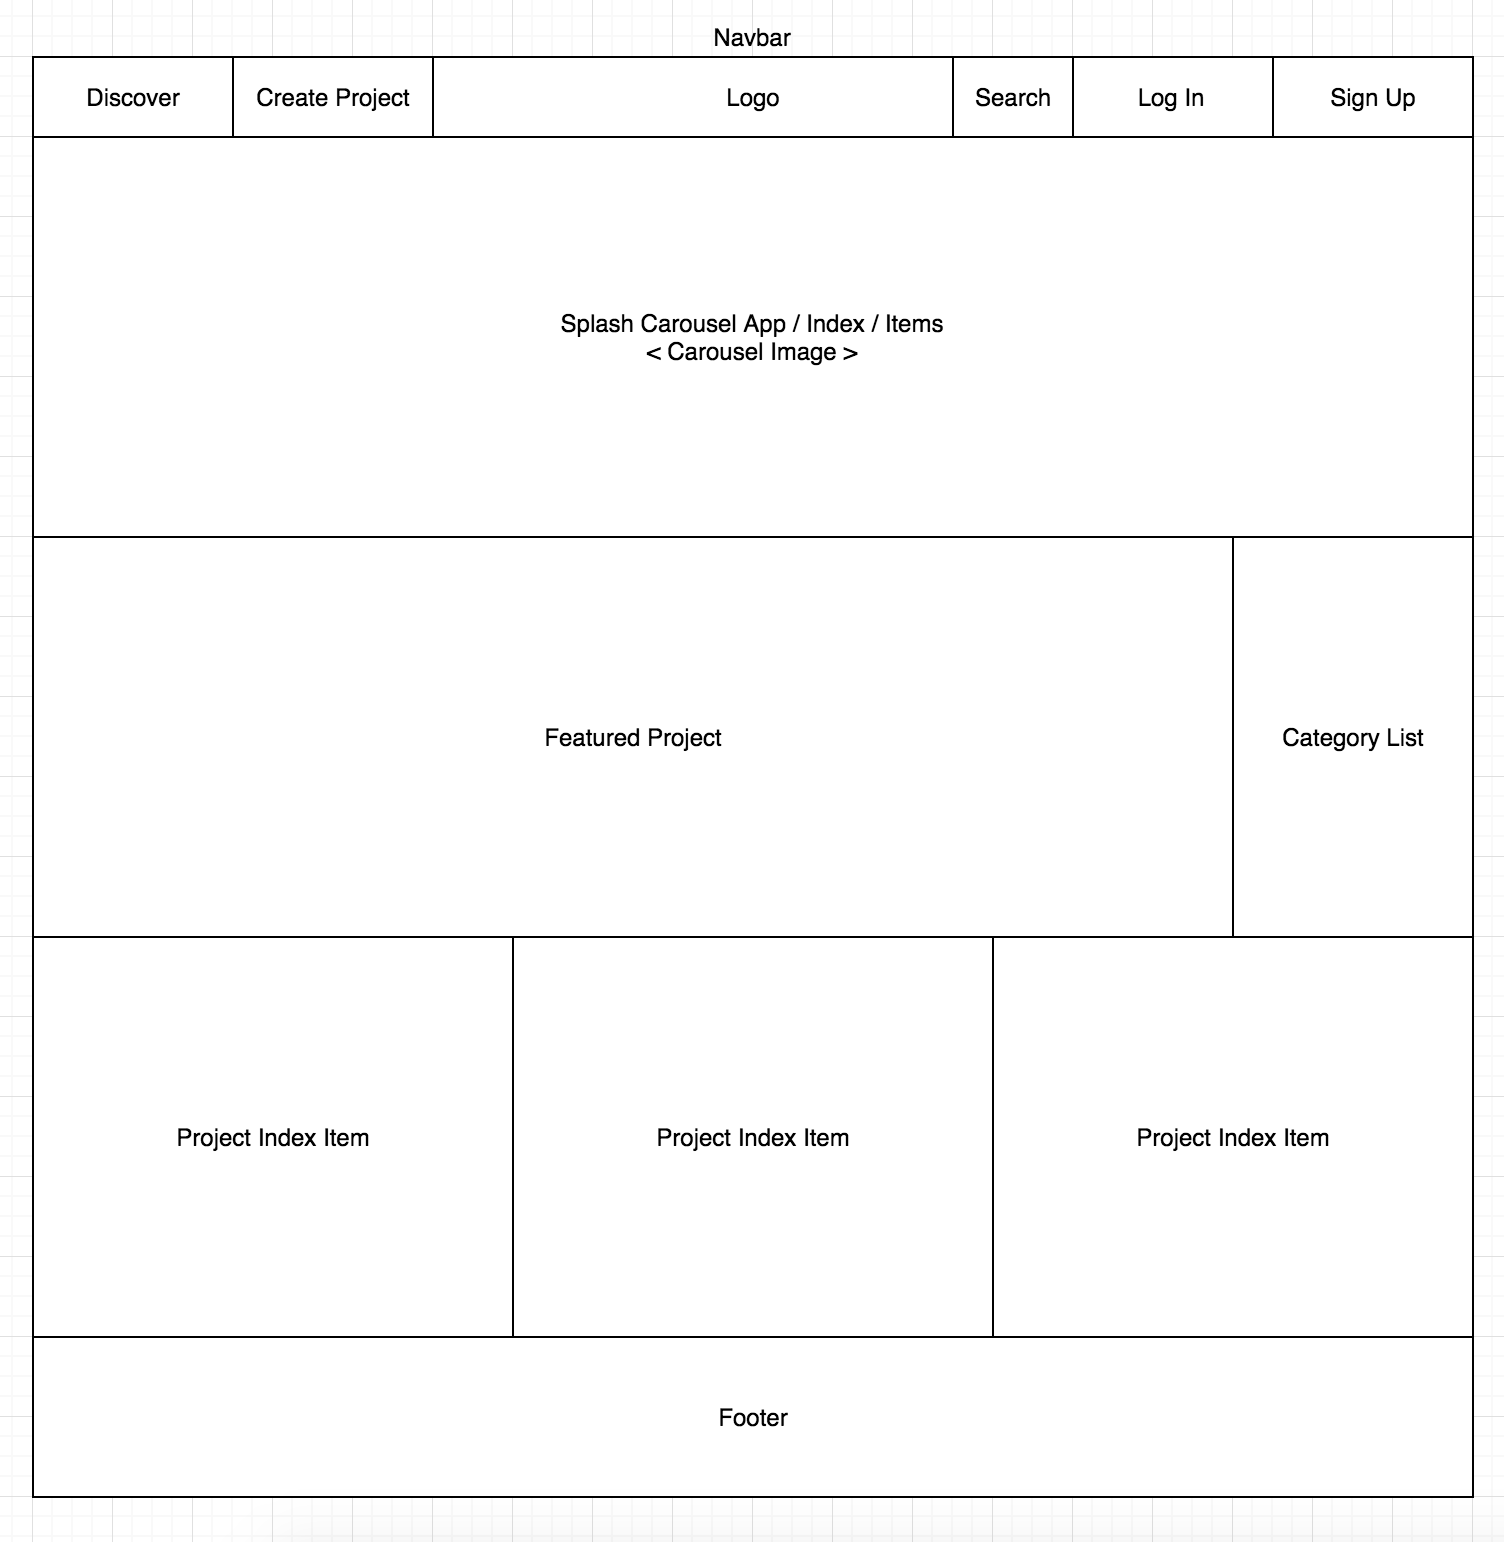 Navbar
Discover
Create Project
Logo
Search
Log In
Sign Up
Splash Carousel App / Index / Items
< Carousel Image >
Featured Project
Category List
Project Index Item
Project Index Item
Project Index Item
Footer